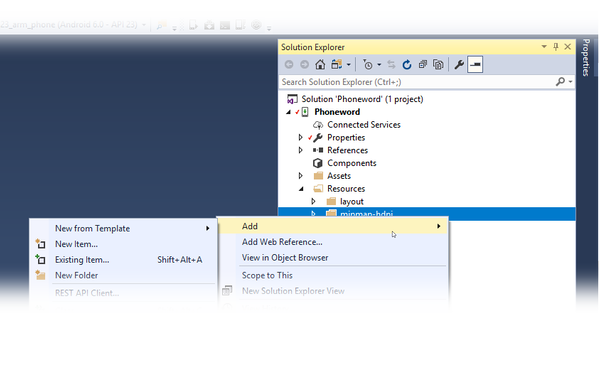 23_arm_phone (Android 6.0 - API 23)
Solution Explorer
Search Solution Explorer (Ctrl+;)
Solution 'Phoneword' (1 project)
Phoneword
Connected Services
Properties
References
Components
Assets
Resources
layout
mipmap-hdpi
Properties
Add
Add Web Reference...
View in Object Browser
Scope to This
New Solution Explorer View
New from Template
New Item...
Existing Item... Shift+Alt+A
New Folder
REST API Client...